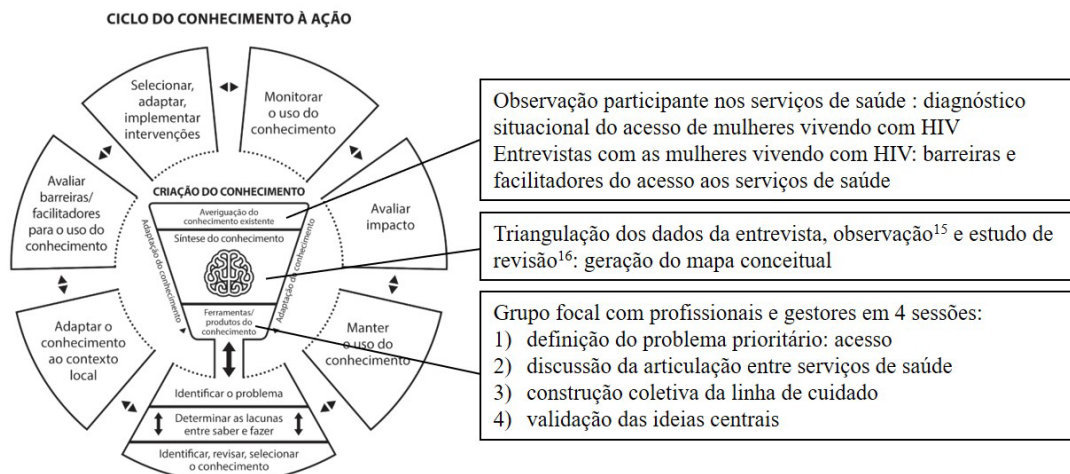 CICLO DO CONHECIMENTO À AÇÃO
Selecionar,
adaptar,
implementar
intervenções
Monitorar
o uso do
conhecimento
Avaliar
barreiras/
facilitadores
para o uso do
conhecimento
Avaliar
impacto
Adaptar o
conhecimento
ao contexto
local
Manter
o uso do
conhecimento
CRIAÇÃO DO CONHECIMENTO
Averiguação do
conhecimento existente
Síntese do conhecimento
Adaptação do conhecimento
Adaptação do conhecimento
Ferramentas/
produtos do
conhecimento
Identificar o problema
Determinar as lacunas
entre saber e fazer
Identificar, revisar, selecionar
o conhecimento
Observação participante nos serviços de saúde : diagnóstico
situacional do acesso de mulheres vivendo com HIV
Entrevistas com as mulheres vivendo com HIV: barreiras e
facilitadores do acesso aos serviços de saúde
Triangulação dos dados da entrevista, observação¹⁵ e estudo de
revisão¹⁶: geração do mapa conceitual
Grupo focal com profissionais e gestores em 4 sessões:
1) definição do problema prioritário: acesso
2) discussão da articulação entre serviços de saúde
3) construção coletiva da linha de cuidado
4) validação das ideias centrais